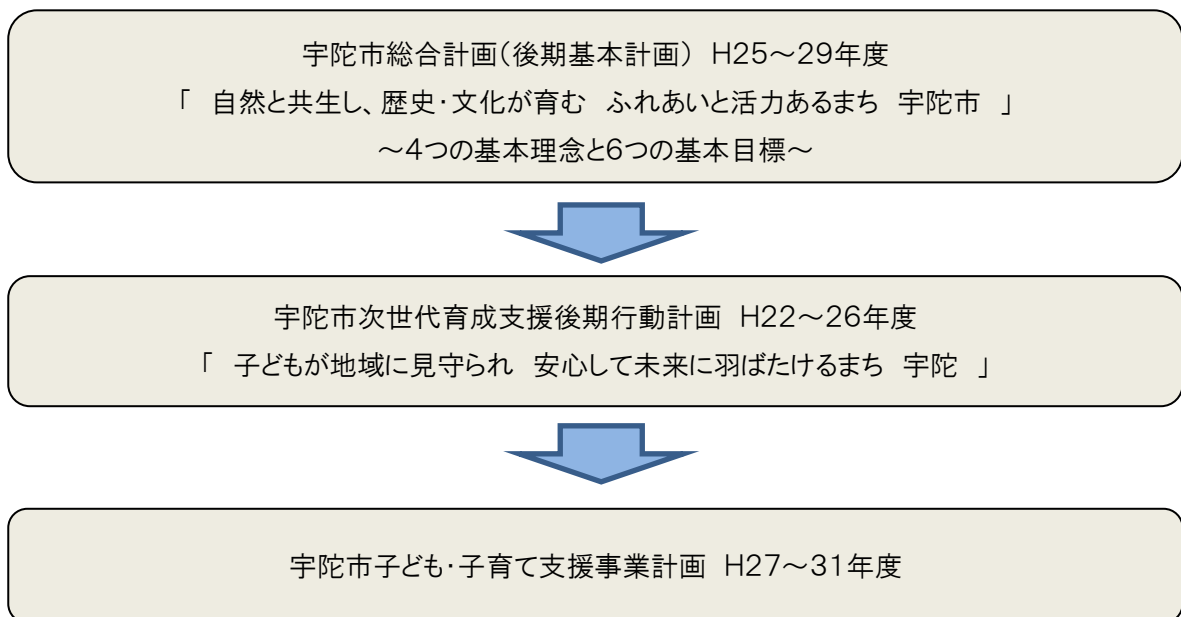 宇陀市総合計画(後期基本計画) H25～29年度
「 自然と共生し、歴史・文化が育む ふれあいと活力あるまち 宇陀市 」
～4つの基本理念と6つの基本目標～
宇陀市次世代育成支援後期行動計画 H22～26年度
「 子どもが地域に見守られ 安心して未来に羽ばたけるまち 宇陀 」
宇陀市子ども・子育て支援事業計画 H27～31年度